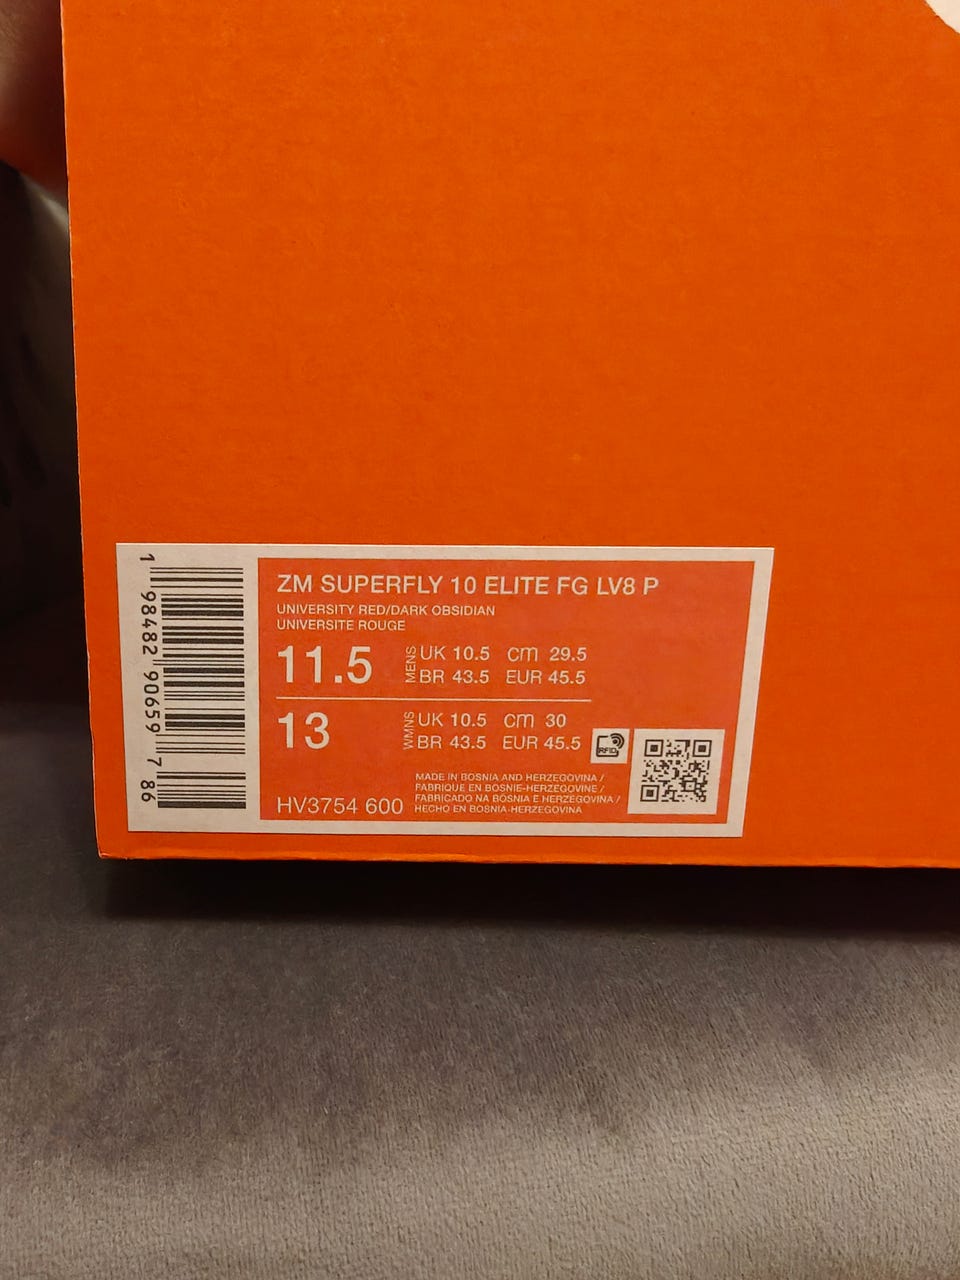 1 98482 90659 7 86
ZM SUPERFLY 10 ELITE FG LV8 P
UNIVERSITY RED/DARK OBSIDIAN
UNIVERSITE ROUGE
11.5 MENS UK 10.5 cm 29.5
BR 43.5 EUR 45.5
13 WMNS UK 10.5 cm 30
BR 43.5 EUR 45.5
RFID
MADE IN BOSNIA AND HERZEGOVINA /
FABRIQUE EN BOSNIE-HERZEGOVINE /
FABRICADO NA BOSNIA E HERZEGOVINA /
HECHO EN BOSNIA-HERZEGOVINA
HV3754 600